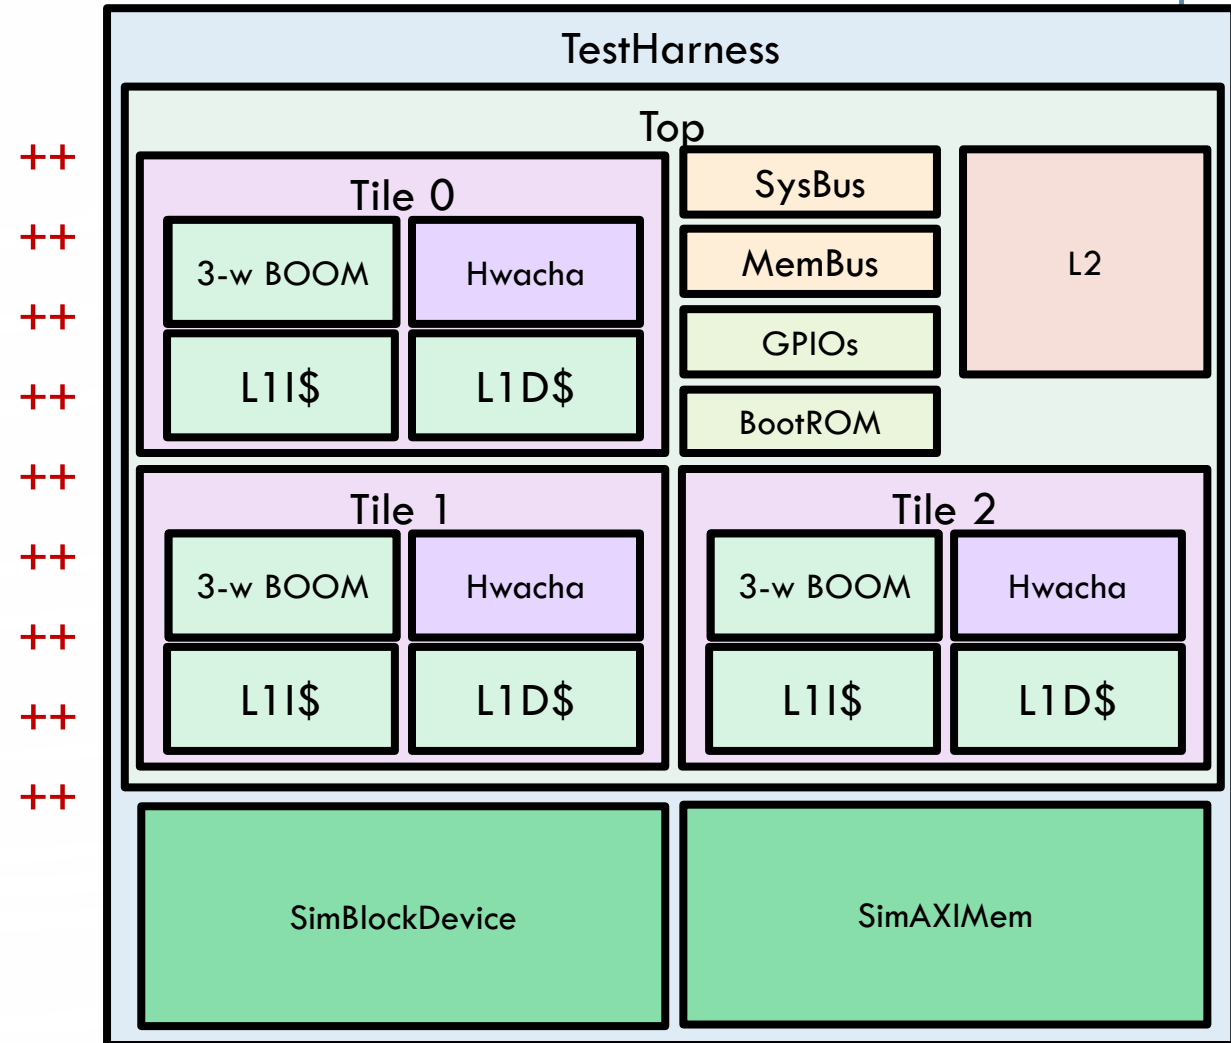 TestHarness
Top
++
++
++
++
++
++
++
++
++
Tile 0
3-w BOOM
Hwacha
L1I$
L1D$
SysBus
MemBus
GPIOs
BootROM
L2
Tile 1
3-w BOOM
Hwacha
L1I$
L1D$
Tile 2
3-w BOOM
Hwacha
L1I$
L1D$
SimBlockDevice
SimAXIMem